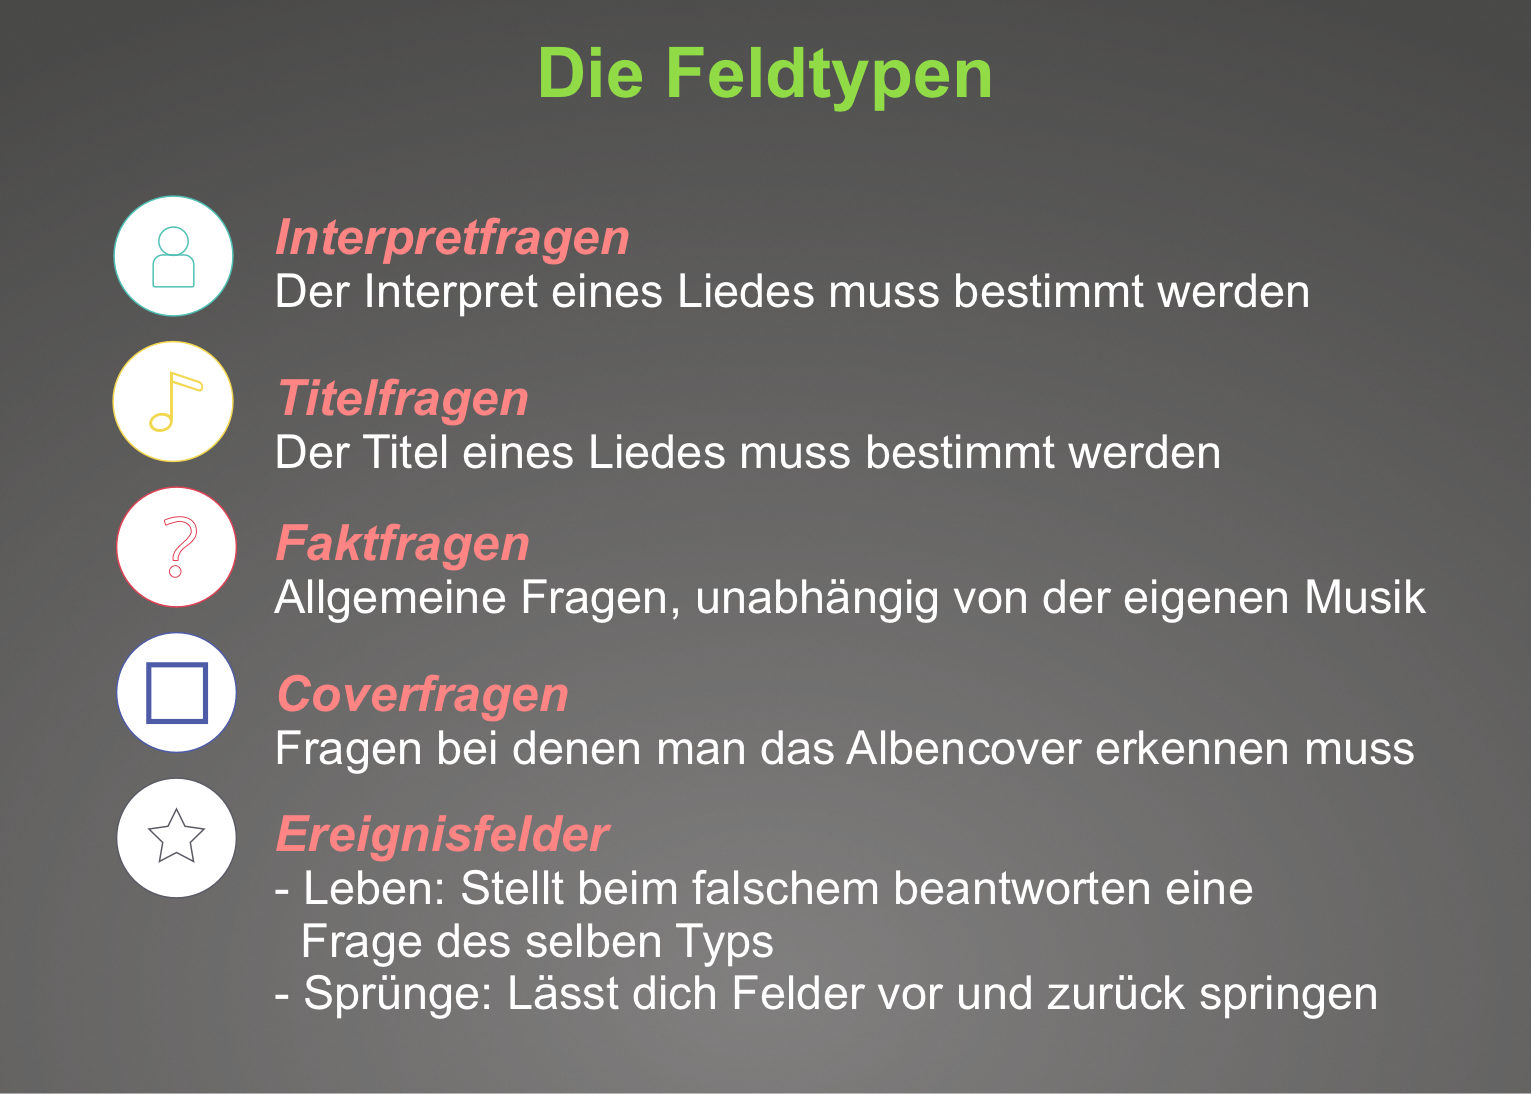 Die Feldtypen
Interpretfragen
Der Interpret eines Liedes muss bestimmt werden
Titelfragen
Der Titel eines Liedes muss bestimmt werden
?
Faktfragen
Allgemeine Fragen, unabhängig von der eigenen Musik
Coverfragen
Fragen bei denen man das Albencover erkennen muss
Ereignisfelder
- Leben: Stellt beim falschem beantworten eine
Frage des selben Typs
- Sprünge: Lässt dich Felder vor und zurück springen